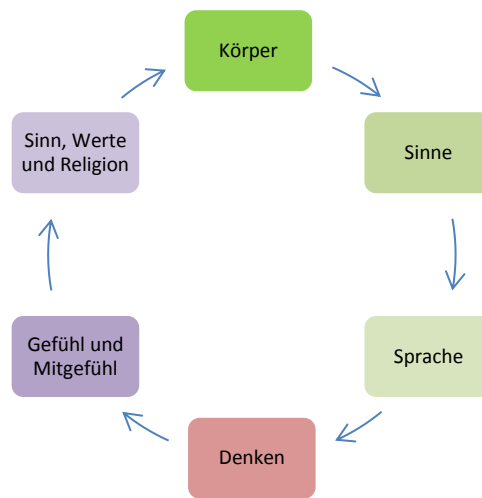 Körper
Sinne
Sprache
Denken
Gefühl und
Mitgefühl
Sinn, Werte
und Religion